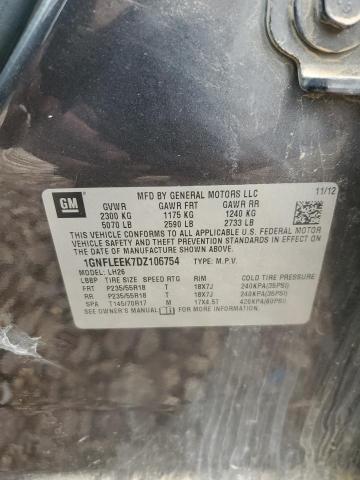 MFD BY GENERAL MOTORS LLC 11/12
GM
GVWR GAWR FRT GAWR RR
2300 KG 1175 KG 1240 KG
5070 LB 2590 LB 2733 LB
THIS VEHICLE CONFORMS TO ALL APPLICABLE U.S. FEDERAL MOTOR
VEHICLE SAFETY AND THEFT PREVENTION STANDARDS IN EFFECT ON
THE DATE OF MANUFACTURE SHOWN ABOVE.
1GNFLEEK7DZ106754 TYPE: M.P.V.
MODEL: LH26
LBBP TIRE SIZE SPEED RTG RIM COLD TIRE PRESSURE
FRT P235/55R18 T 18X7J 240KPA(35PSI)
RR P235/55R18 T 18X7J 240KPA(35PSI)
SPA T145/70R17 M 17X4.5T 420KPA(60PSI)
SEE OWNER'S MANUAL i FOR MORE INFORMATION.